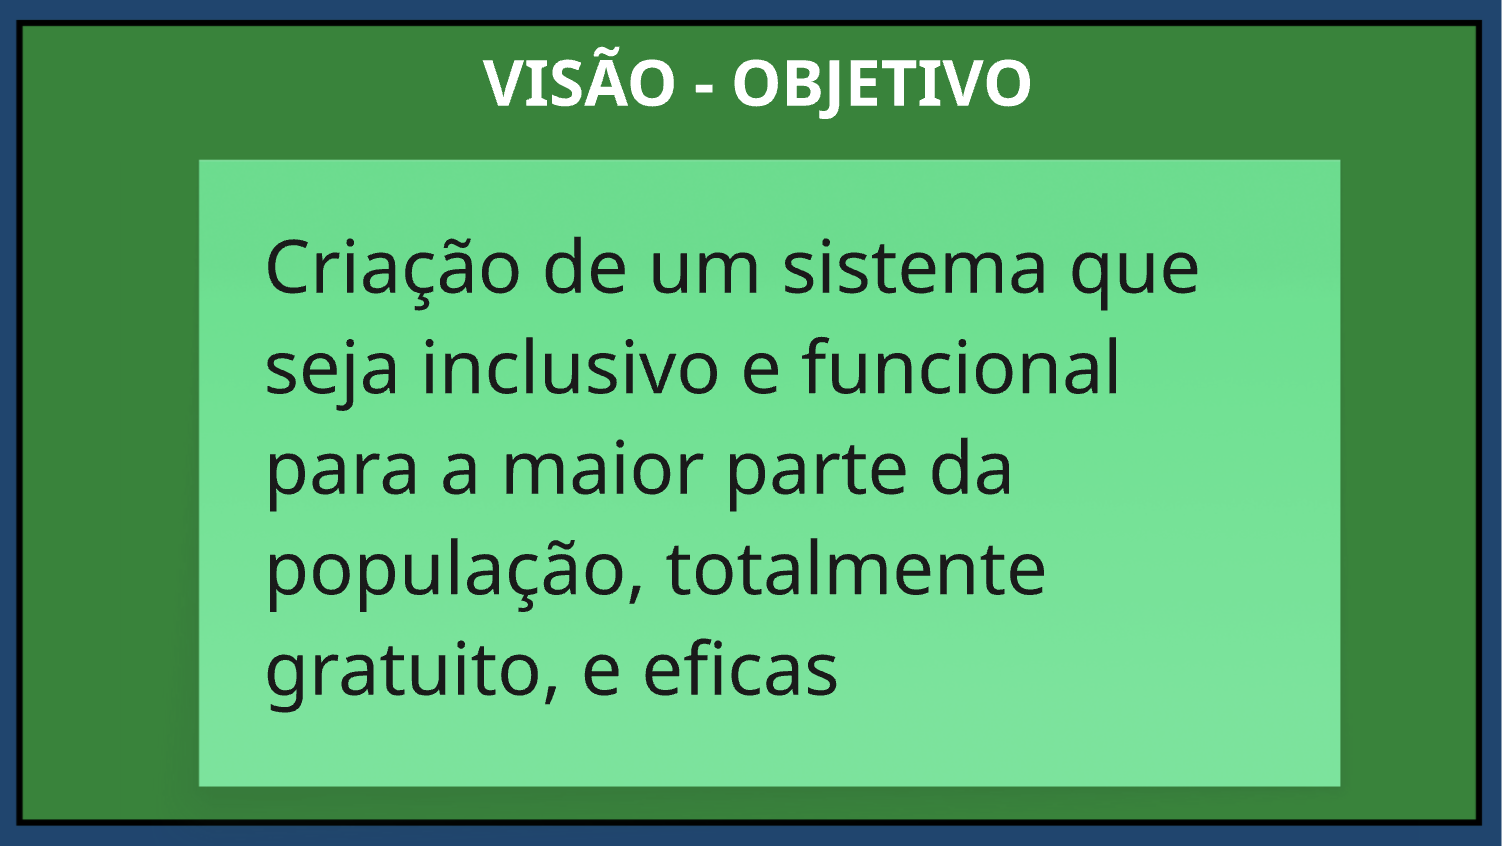 VISÃO - OBJETIVO
Criação de um sistema que
seja inclusivo e funcional
para a maior parte da
população, totalmente
gratuito, e eficas